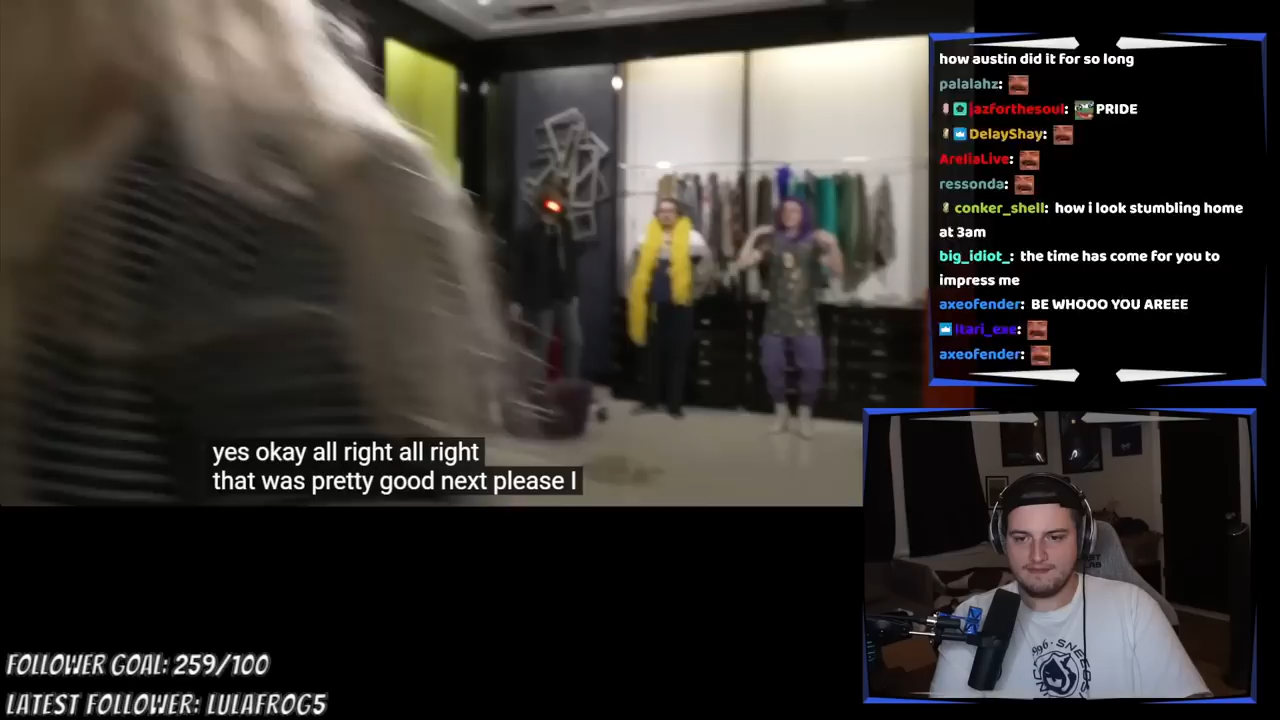 how austin did it for so long
palalahz:
jazforthesoul: PRIDE
DelayShay:
AreliaLive:
ressonda:
conker_shell: how i look stumbling home
at 3am
big_idiot_: the time has come for you to
impress me
axeofender: BE WHOOO YOU AREEE
ltari_exe:
axeofender:
yes okay all right all right
that was pretty good next please I
FOLLOWER GOAL: 259/100
LATEST FOLLOWER: LULAFROG5